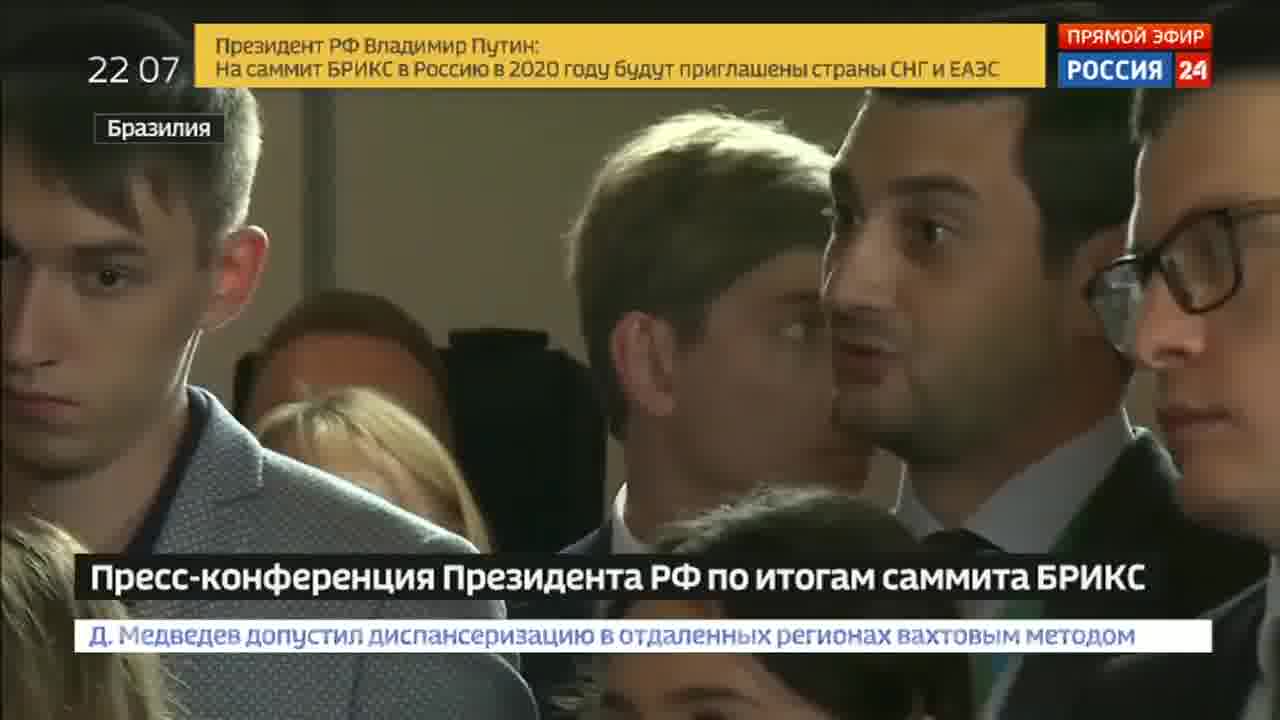 22 07
Президент РФ Владимир Путин:
На саммит БРИКС в Россию в 2020 году будут приглашены страны СНГ и ЕАЭС
ПРЯМОЙ ЭФИР
РОССИЯ 24
Бразилия
Пресс-конференция Президента РФ по итогам саммита БРИКС
Д. Медведев допустил диспансеризацию в отдаленных регионах вахтовым методом